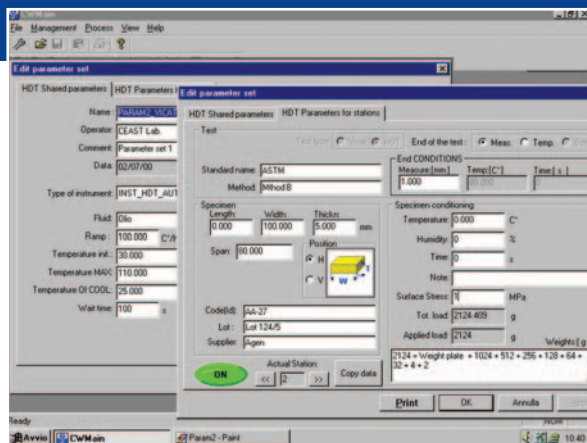 CWMain
File Management Process View Help
Edit parameter set
HDT Shared parameters
HDT Parameters
Name:
Operator: CEAST Lab.
Comment: Parameter set 1
Data: 02/07/00
Type of instrument: INST_HDT_AUT
Fluid: Olio
Ramp: 100.000
Temperature init.: 30.000
Temperature MAX: 110.000
Temperature Of COOL: 25.000
Wait time: 100 s
Edit parameter set
HDT Shared parameters HDT Parameters for stations
Test
Test type: Vicat HDT End of the test: Meas. Temp.
Standard name: ASTM
Method: Mthod B
End CONDITIONS
Measure [mm] Temp[C°] Time[ s ]
1.000
Specimen
Length: Width: Thickn:
0.000 100.000 5.000 mm
Span: 80.000
Position
H
V
W
T
Code(Id): AA-27
Lot: Lot 124/5
Supplier: Agen
Specimen conditioning
Temperature: 0.000 C°
Humidity: 0 %
Time: 0 s
Note:
Surface Stress: 1 MPa
Tot. load: 2124.409 g
Applied load: 2124 g
Weights:[ g
2124 = Weight plate + 1024 + 512 + 256 + 128 + 64 +
32 + 4 + 2
ON
Actual Station:
<< 2 >>
Copy data
Print OK Annulla
Ready
NUM
Avvio CWMain Param2 - Paint 10.40